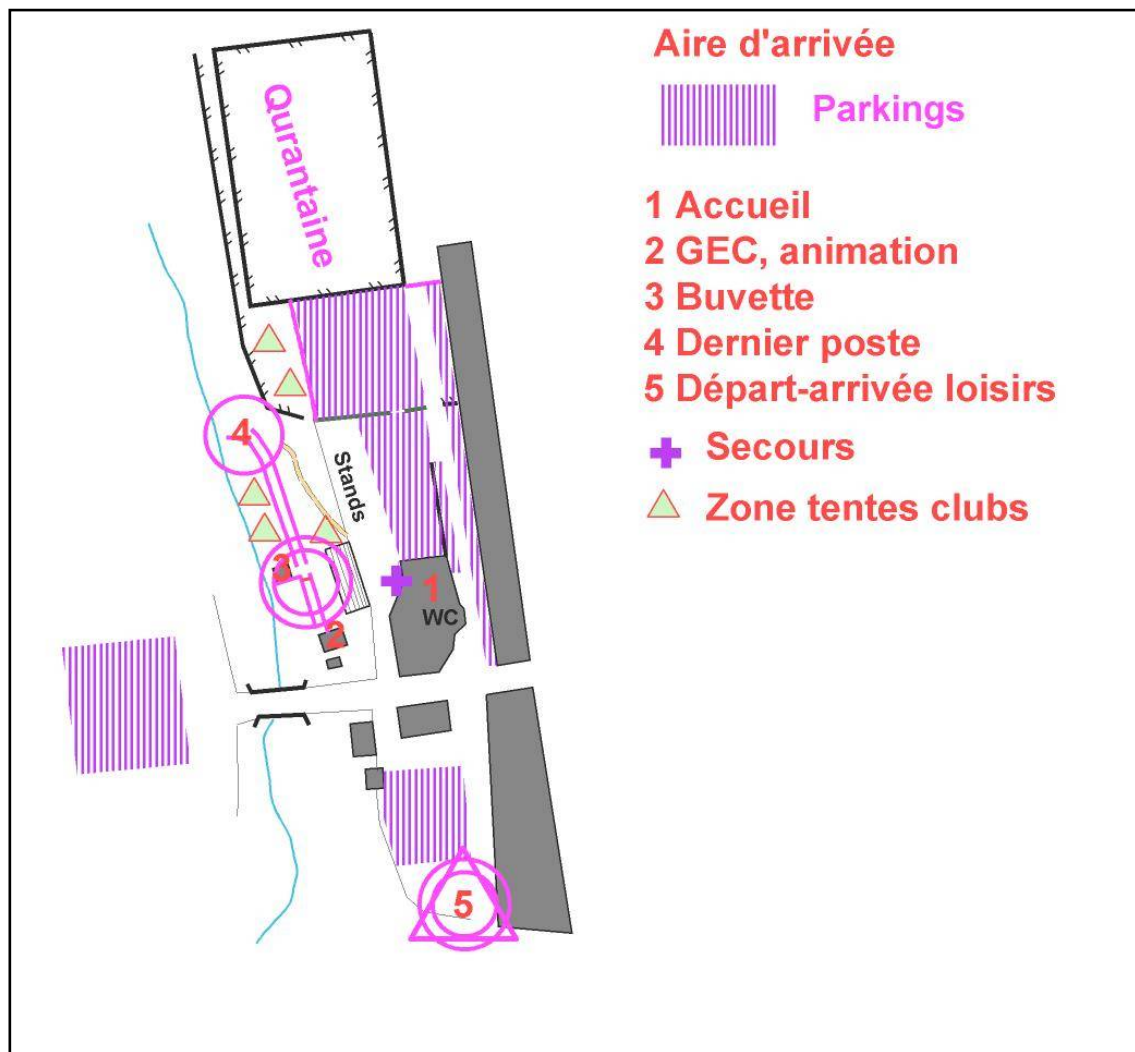 Aire d'arrivée
Parkings
1 Accueil
2 GEC, animation
3 Buvette
4 Dernier poste
5 Départ-arrivée loisirs
Secours
Zone tentes clubs
Qurantaine
4
Stands
3
1
WC
2
5